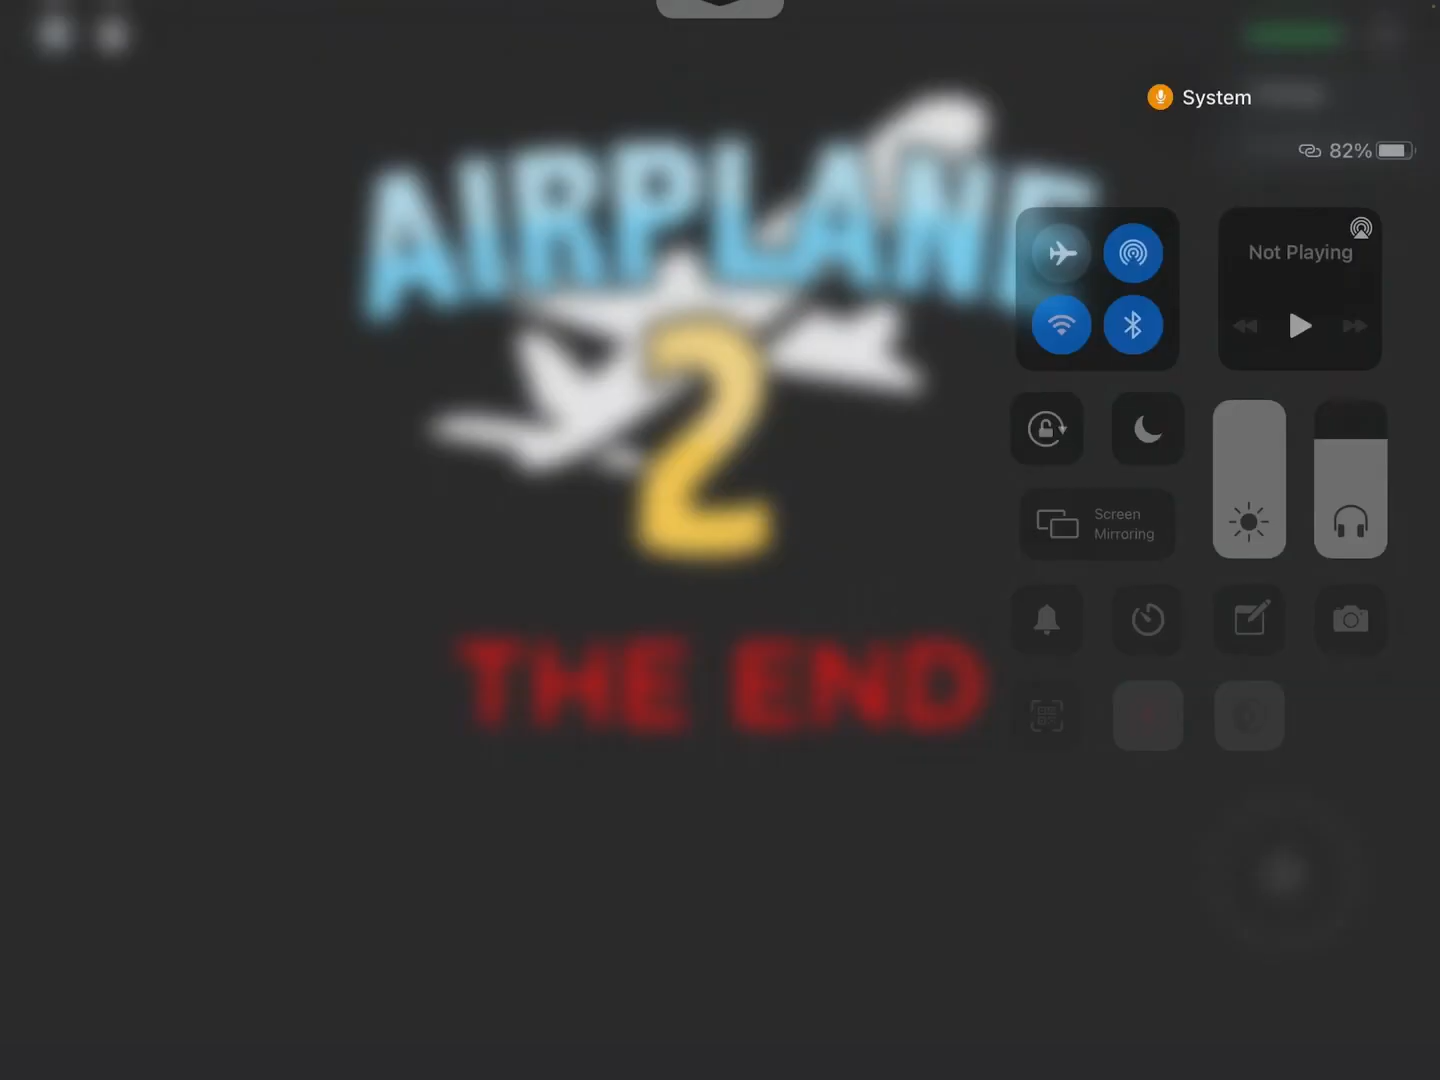 System
82%
AIRPLANE
Not Playing
2
Screen
Mirroring
THE END